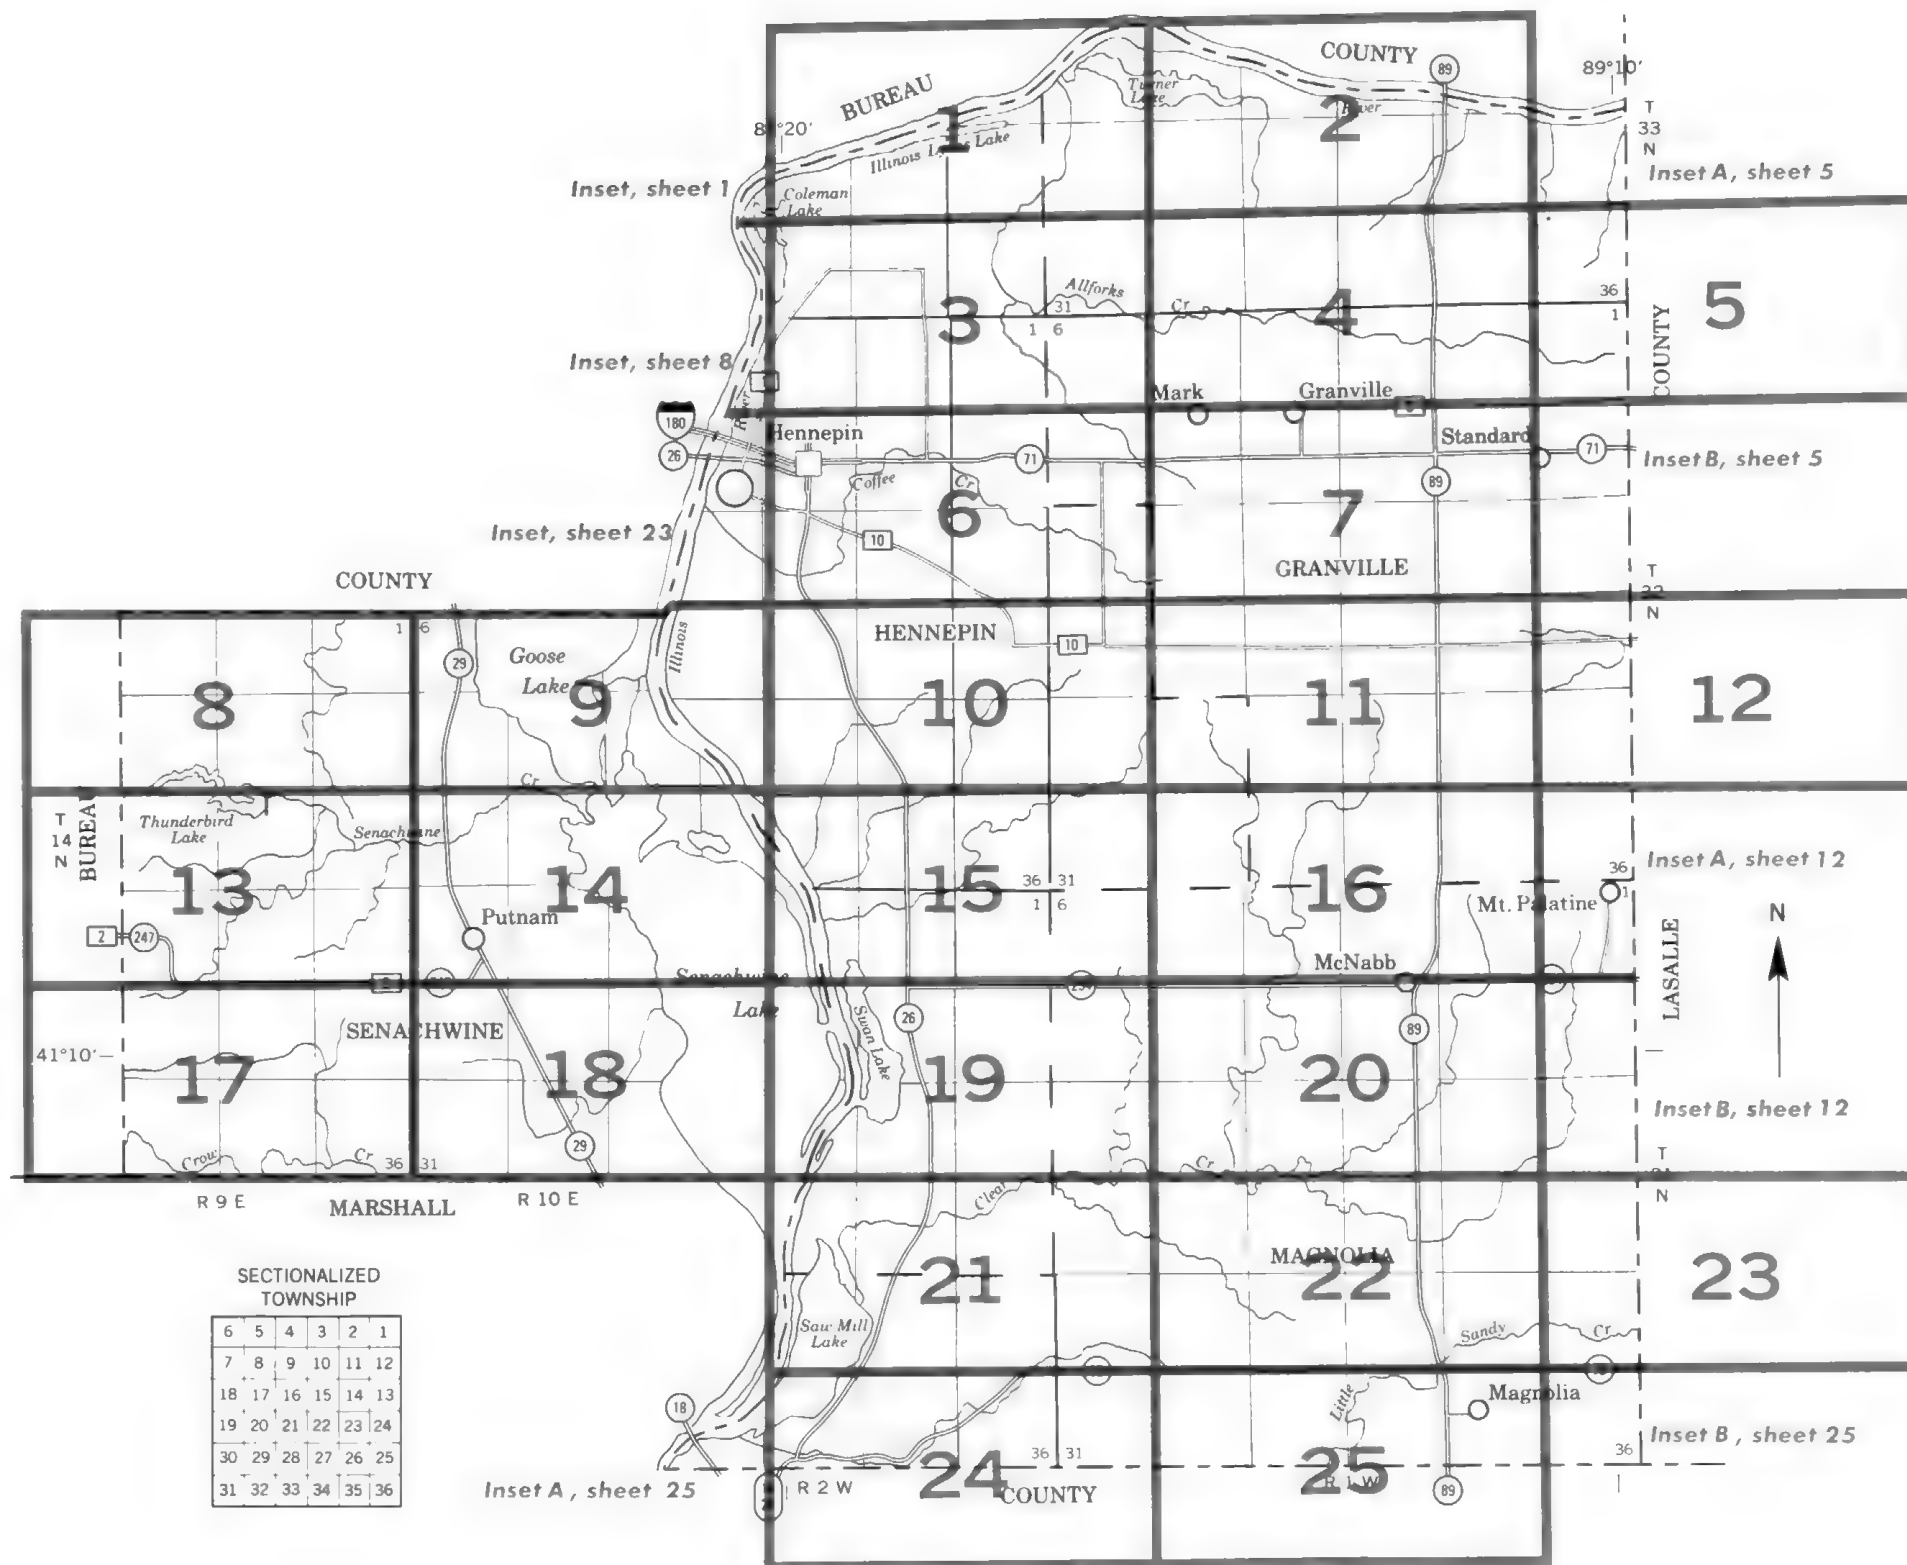 COUNTY
89
89°10'
BUREAU
Turner
Lake
1
2
River
T
33
N
20'
Illinois
Lake
Inset, sheet 1
Inset A, sheet 5
Coleman
Lake
Allforks
Cr
36
1
31
1 6
3
4
5
COUNTY
Inset, sheet 8
River
Mark
Granville
180
Hennepin
Standard
26
71
71
Inset B, sheet 5
Coffee
Cr
89
6
7
Inset, sheet 23
10
GRANVILLE
COUNTY
T
N
1 6
HENNEPIN
10
Illinois
Goose
Lake
29
8
9
10
11
12
Cr
T
14
N
BUREAU
Thunderbird
Lake
Senachwine
Inset A, sheet 12
13
14
15
16
36 31
1 6
36
1
Putnam
Mt. Palatine
N
2
247
McNabb
LASALLE
Senachwine
Lake
Swan Lake
26
89
SENACHWINE
41°10'
17
18
19
20
Inset B, sheet 12
29
Crow
Cr
36 31
Cr
T
N
R 9 E
MARSHALL
R 10 E
Clear
MAGNOLIA
21
22
23
SECTIONALIZED
TOWNSHIP
6 5 4 3 2 1
7 8 9 10 11 12
18 17 16 15 14 13
19 20 21 22 23 24
30 29 28 27 26 25
31 32 33 34 35 36
Saw Mill
Lake
Sandy
Cr
18
Little
Magnolia
Inset B, sheet 25
36 31
36
Inset A, sheet 25
R 2 W
24
COUNTY
25
R 1 W
89